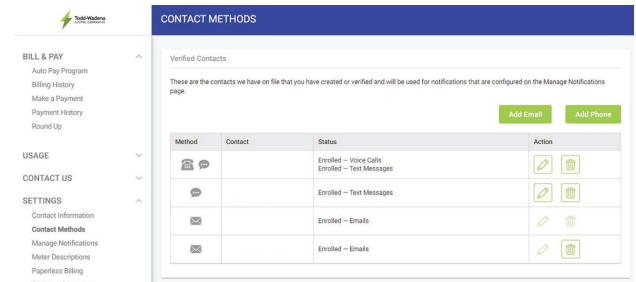 Todd-Wadena
ELECTRIC COOPERATIVE
CONTACT METHODS
BILL & PAY
Auto Pay Program
Billing History
Make a Payment
Payment History
Round Up
USAGE
CONTACT US
SETTINGS
Contact Information
Contact Methods
Manage Notifications
Meter Descriptions
Paperless Billing
Verified Contacts
These are the contacts we have on file that you have created or verified and will be used for notifications that are configured on the Manage Notifications
page.
Add Email Add Phone
Method Contact Status Action
Enrolled -- Voice Calls
Enrolled -- Text Messages
Enrolled -- Text Messages
Enrolled -- Emails
Enrolled -- Emails